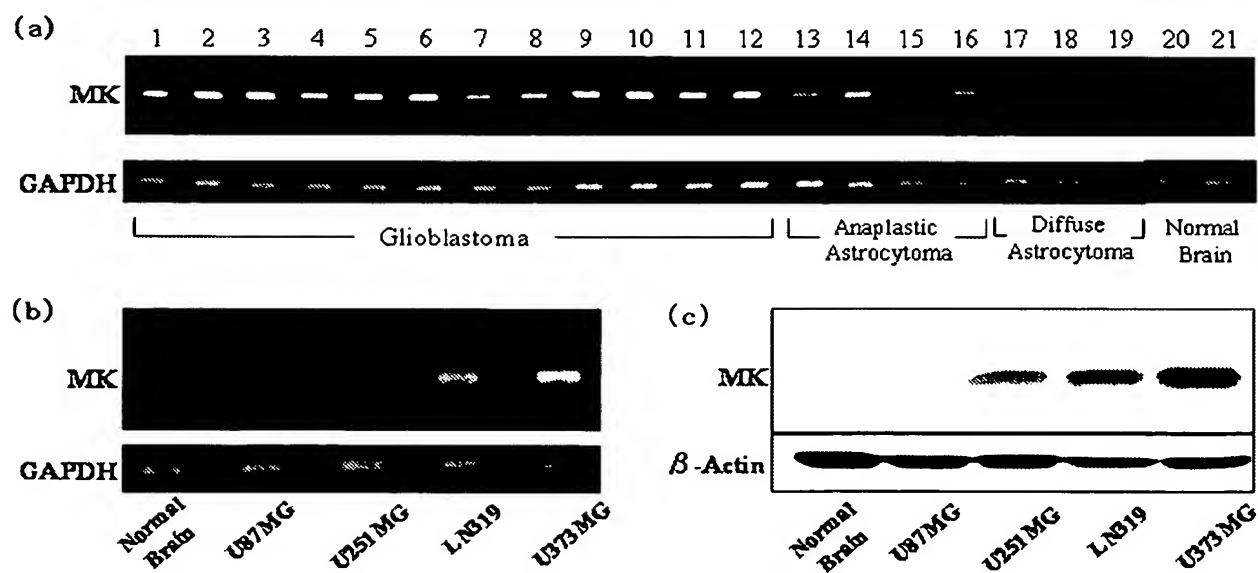 (a)
1 2 3 4 5 6 7 8 9 10 11 12 13 14 15 16 17 18 19 20 21
MK
GAPDH
Glioblastoma
Anaplastic
Astrocytoma
Diffuse
Astrocytoma
Normal
Brain
(b)
MK
GAPDH
Normal
Brain
U87MG
U251MG
LN319
U373MG
(c)
MK
β-Actin
Normal
Brain
U87MG
U251MG
LN319
U373MG